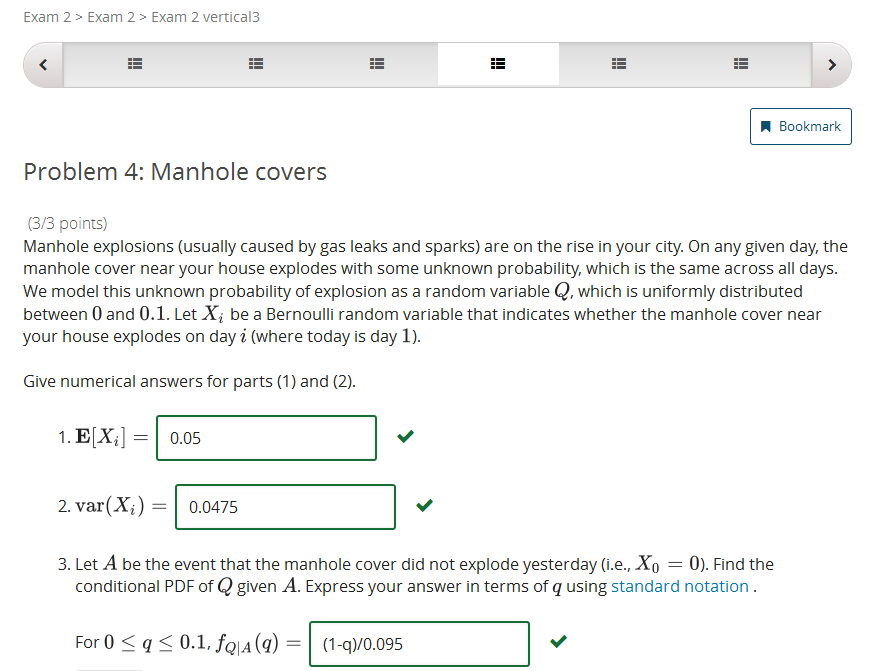 Exam 2 > Exam 2 > Exam 2 vertical3
Bookmark
Problem 4: Manhole covers
(3/3 points)
Manhole explosions (usually caused by gas leaks and sparks) are on the rise in your city. On any given day, the
manhole cover near your house explodes with some unknown probability, which is the same across all days.
We model this unknown probability of explosion as a random variable Q, which is uniformly distributed
between 0 and 0.1. Let Xᵢ be a Bernoulli random variable that indicates whether the manhole cover near
your house explodes on day i (where today is day 1).
Give numerical answers for parts (1) and (2).
1. E[Xᵢ] = 0.05
2. var(Xᵢ) = 0.0475
3. Let A be the event that the manhole cover did not explode yesterday (i.e., X₀ = 0). Find the
conditional PDF of Q given A. Express your answer in terms of q using standard notation .
For 0 ≤ q ≤ 0.1, f_{Q|A}(q) = (1-q)/0.095